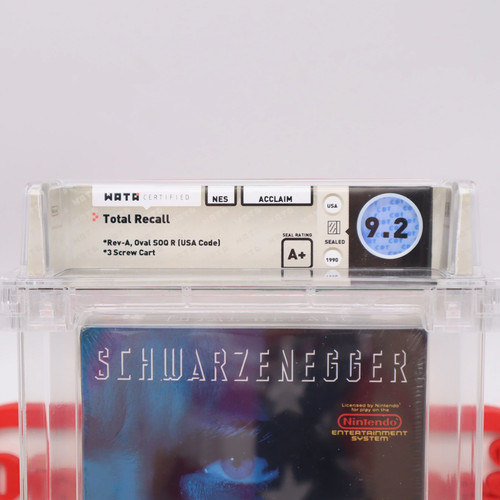 WATA CERTIFIED
NES
ACCLAIM
Total Recall
*Rev-A, Oval SOQ R (USA Code)
*3 Screw Cart
SEAL RATING
A+
USA
SEALED
1990
9.2
SCHWARZENEGGER
Licensed by Nintendo
for play on the
Nintendo
ENTERTAINMENT
SYSTEM